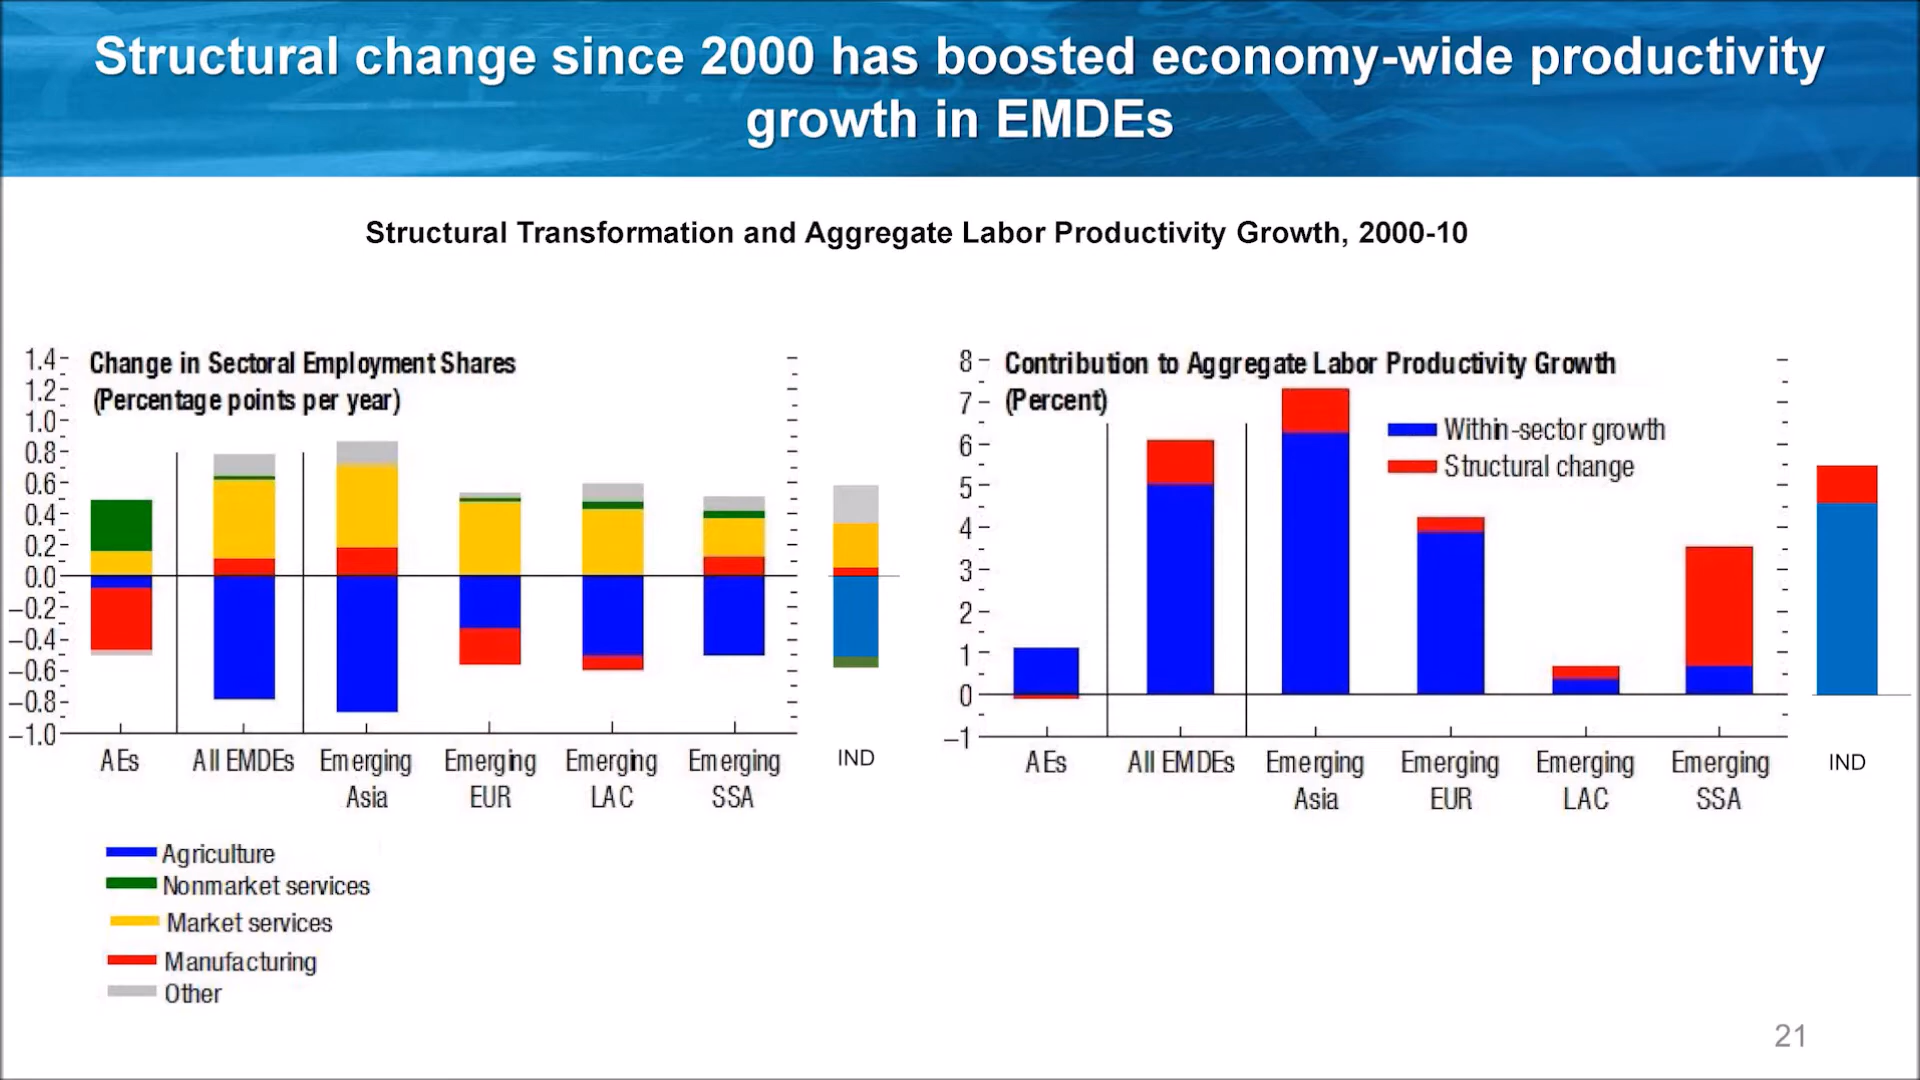 Structural change since 2000 has boosted economy-wide productivity
growth in EMDEs
Structural Transformation and Aggregate Labor Productivity Growth, 2000-10
Change in Sectoral Employment Shares
(Percentage points per year)
1.4
1.2
1.0
0.8
0.6
0.4
0.2
0.0
−0.2
−0.4
−0.6
−0.8
−1.0
AEs
All EMDEs
Emerging
Asia
Emerging
EUR
Emerging
LAC
Emerging
SSA
IND
Agriculture
Nonmarket services
Market services
Manufacturing
Other
Contribution to Aggregate Labor Productivity Growth
(Percent)
Within-sector growth
Structural change
8
7
6
5
4
3
2
1
0
−1
AEs
All EMDEs
Emerging
Asia
Emerging
EUR
Emerging
LAC
Emerging
SSA
IND
21